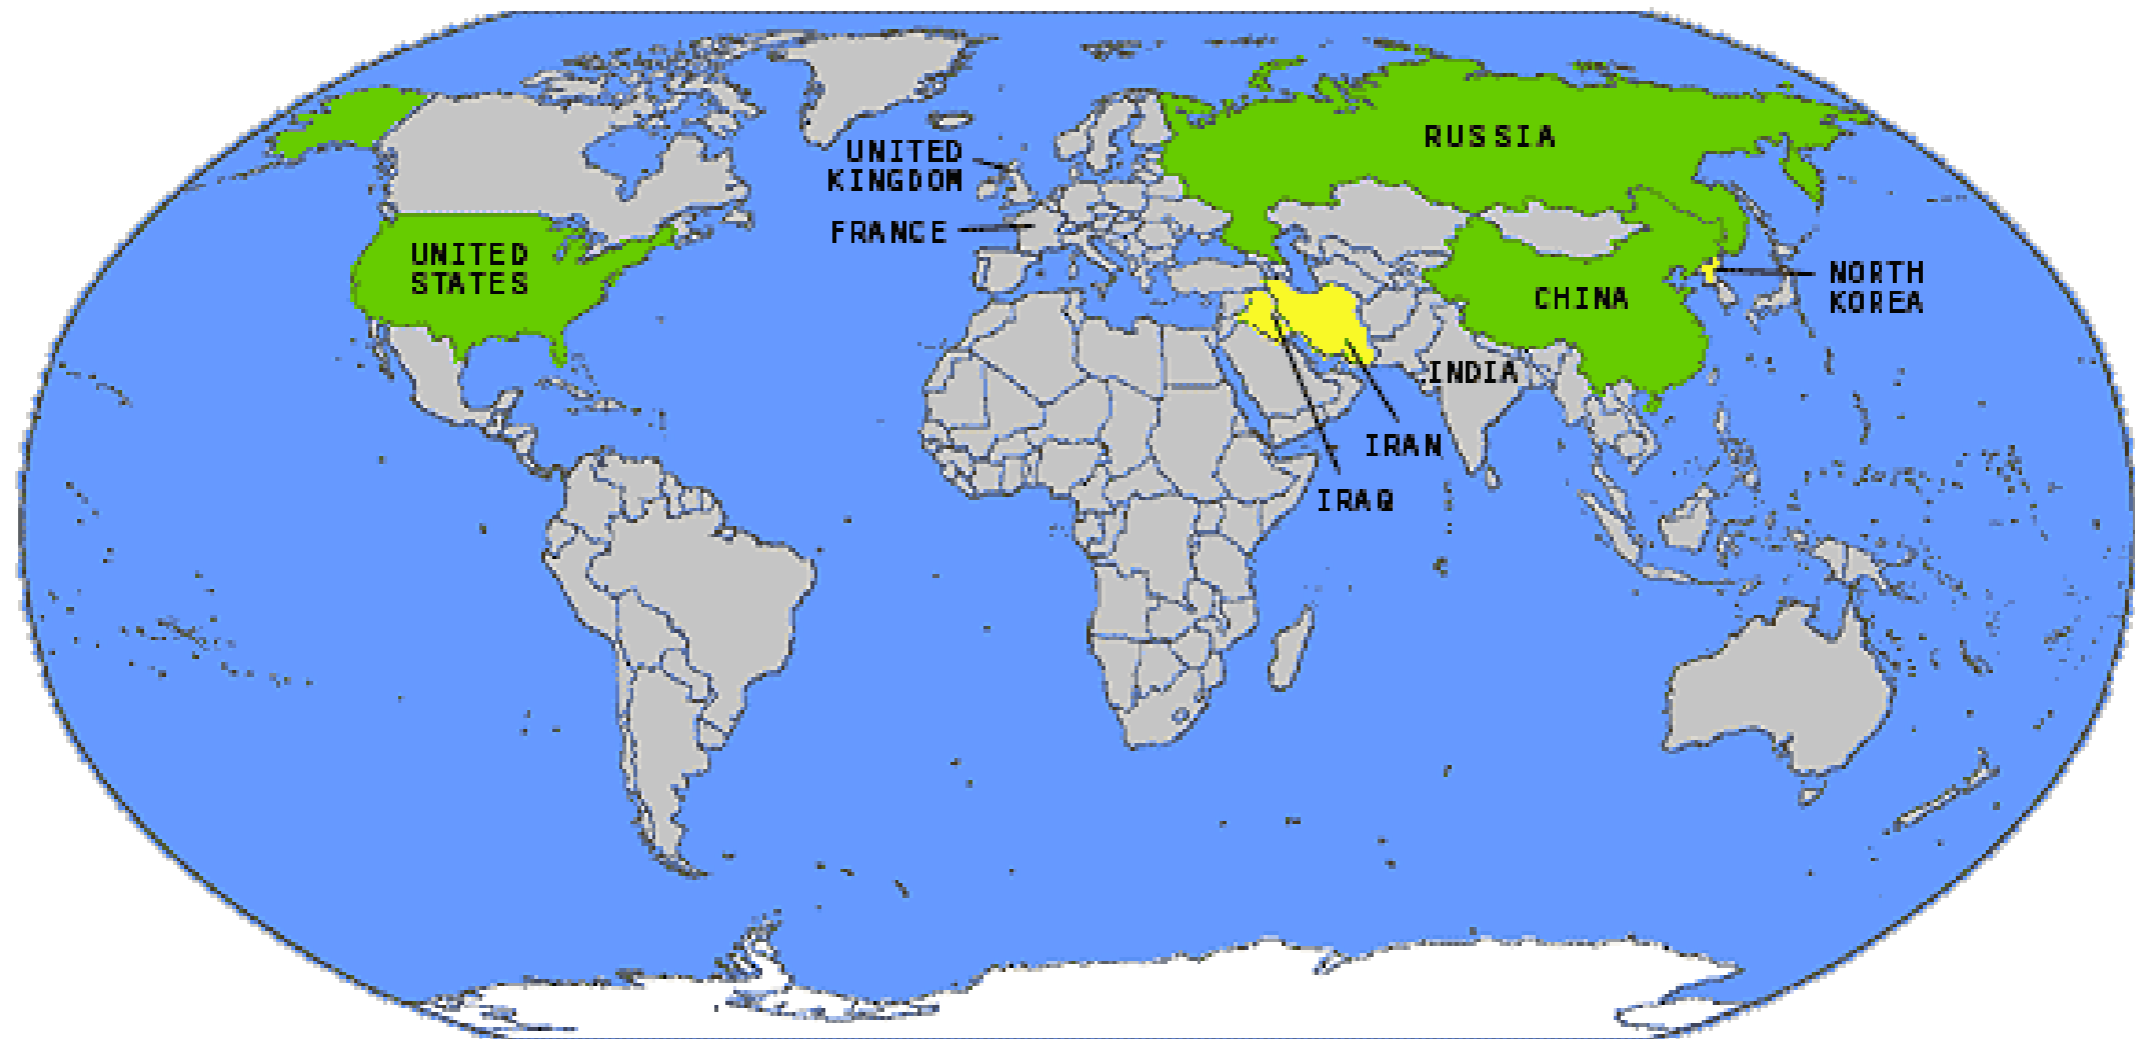 RUSSIA
UNITED
KINGDOM
FRANCE
UNITED
STATES
NORTH
KOREA
CHINA
INDIA
IRAN
IRAQ